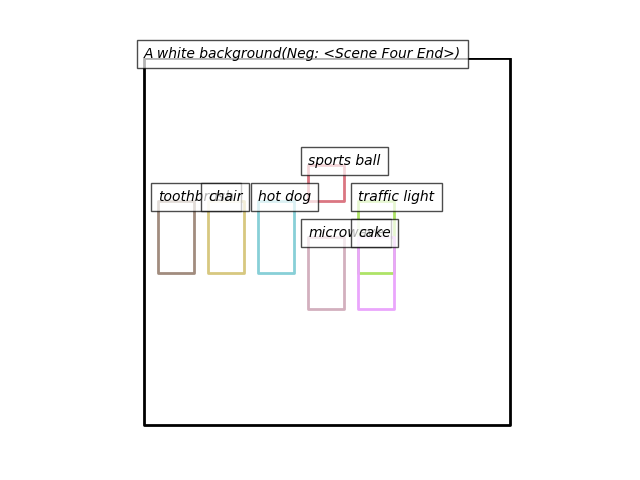 A white background(Neg: <Scene Four End>)
sports ball
toothbrush
chair
hot dog
traffic light
microwave
cake